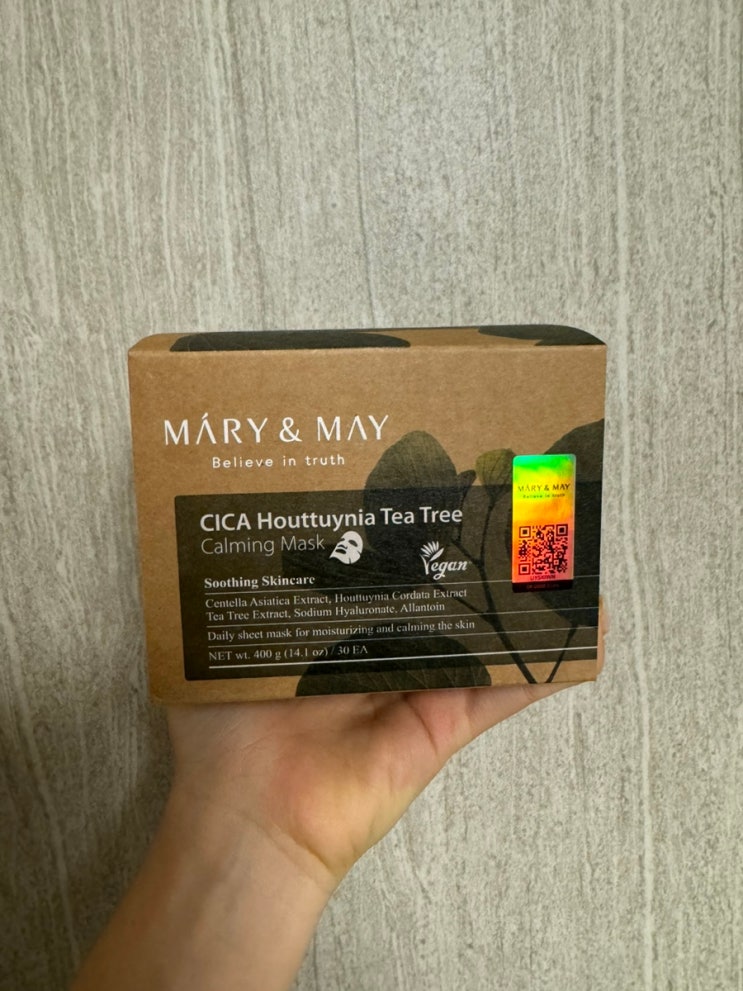 MÁRY & MAY
Believe in truth
CICA Houttuynia Tea Tree
Calming Mask
Vegan
Soothing Skincare
Centella Asiatica Extract, Houttuynia Cordata Extract
Tea Tree Extract, Sodium Hyaluronate, Allantoin
Daily sheet mask for moisturizing and calming the skin
NET wt. 400 g (14.1 oz) / 30 EA
MÁRY & MAY
Believe in truth